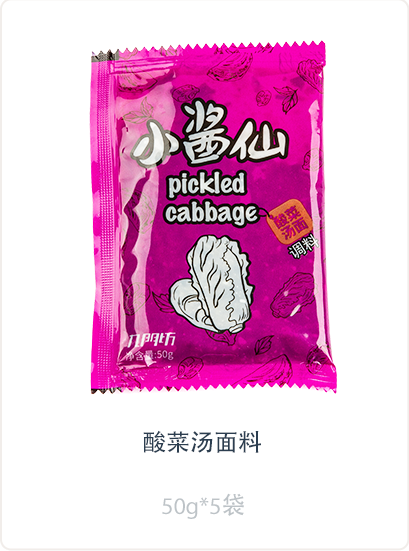 小酱仙
pickled
cabbage
酸菜
汤面
调料
净含量:50g
酸菜汤面料
50g*5袋